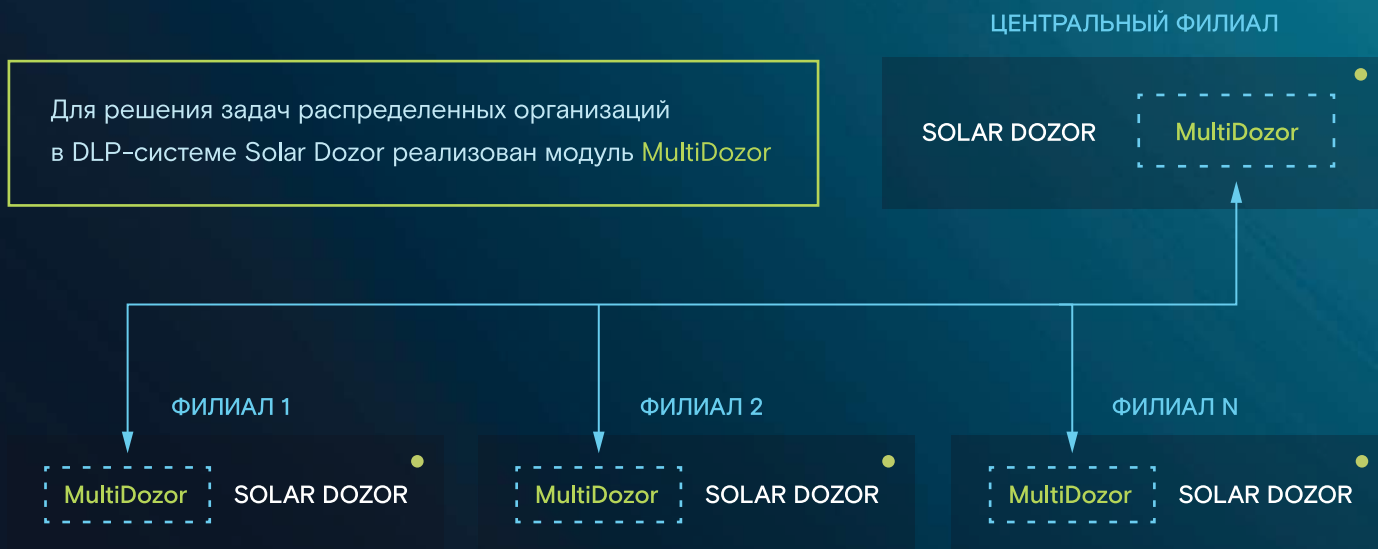 ЦЕНТРАЛЬНЫЙ ФИЛИАЛ
Для решения задач распределенных организаций
в DLP-системе Solar Dozor реализован модуль MultiDozor
SOLAR DOZOR MultiDozor
ФИЛИАЛ 1
ФИЛИАЛ 2
ФИЛИАЛ N
MultiDozor SOLAR DOZOR
MultiDozor SOLAR DOZOR
MultiDozor SOLAR DOZOR